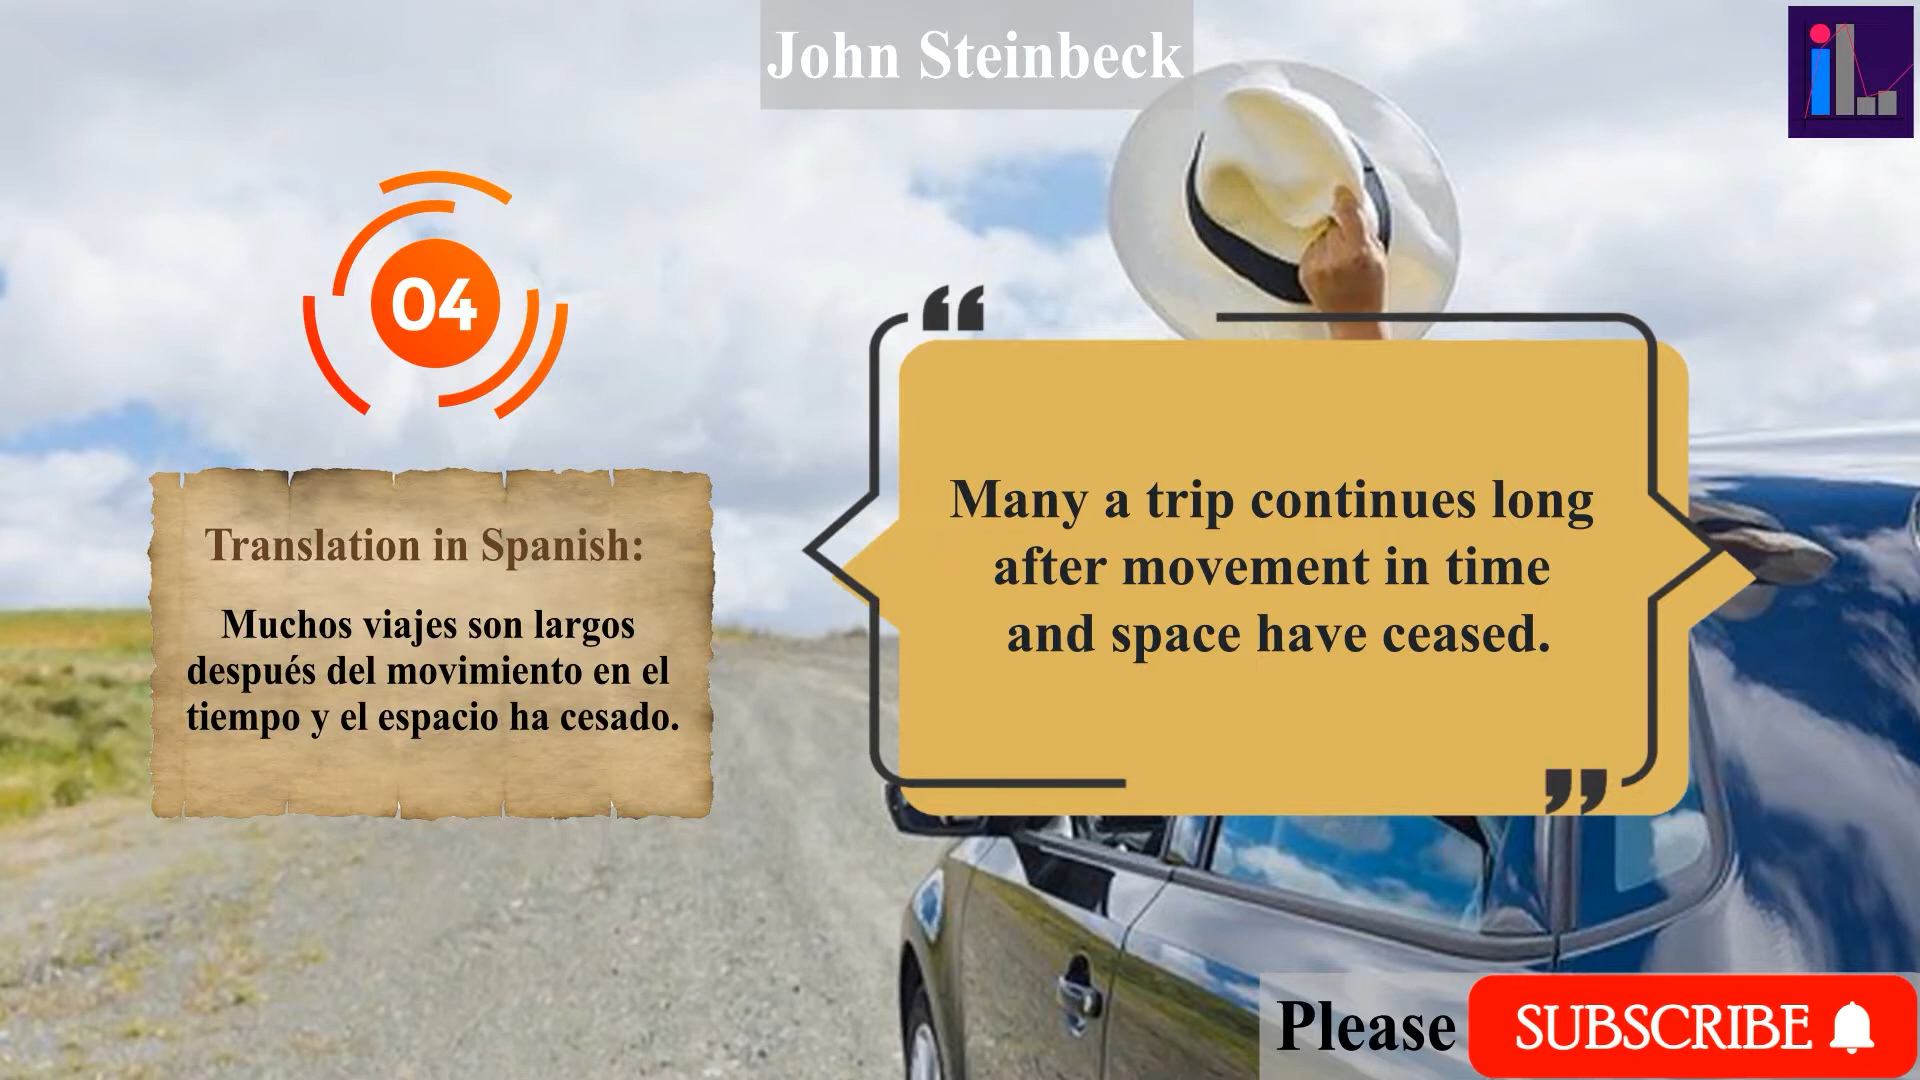 John Steinbeck
04
Translation in Spanish:
Muchos viajes son largos
después del movimiento en el
tiempo y el espacio ha cesado.
“
Many a trip continues long
after movement in time
and space have ceased.
”
Please SUBSCRIBE